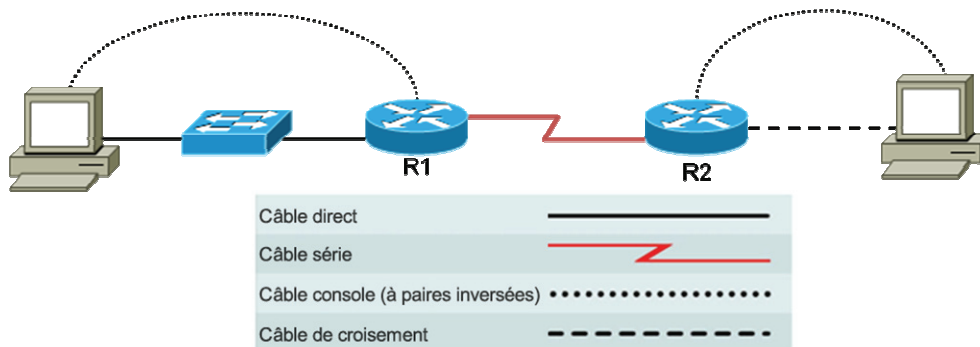 R1
R2
Câble direct
Câble série
Câble console (à paires inversées)
Câble de croisement